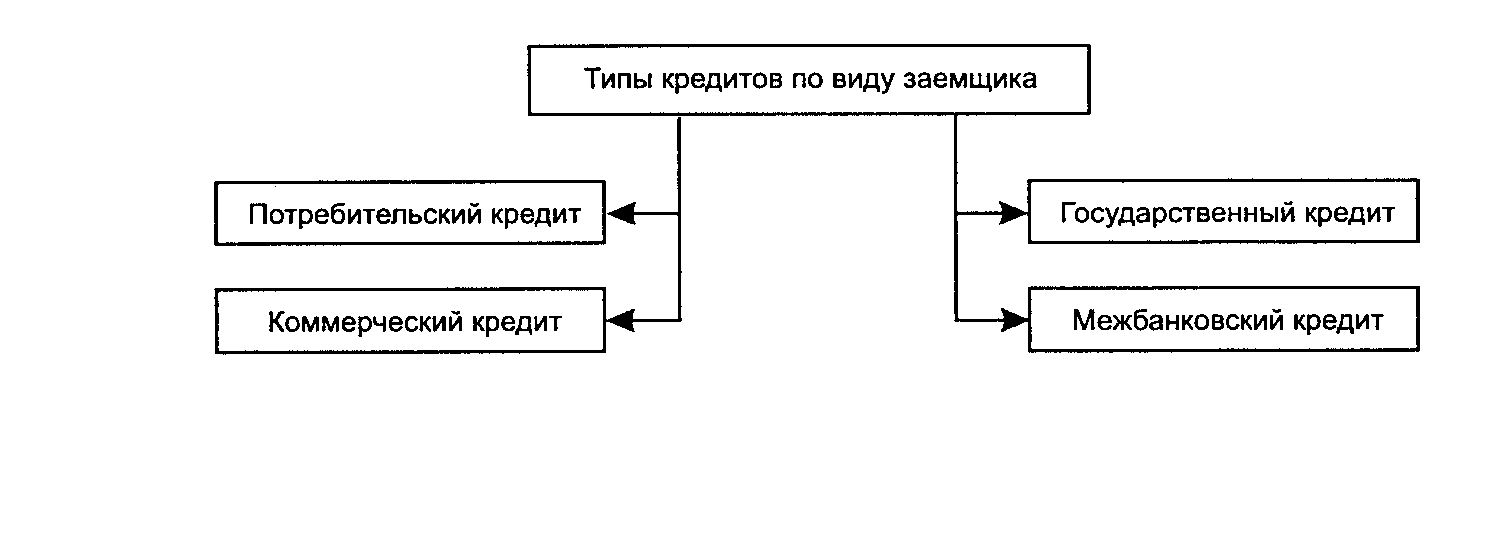 Типы кредитов по виду заемщика
Потребительский кредит
Государственный кредит
Коммерческий кредит
Межбанковский кредит